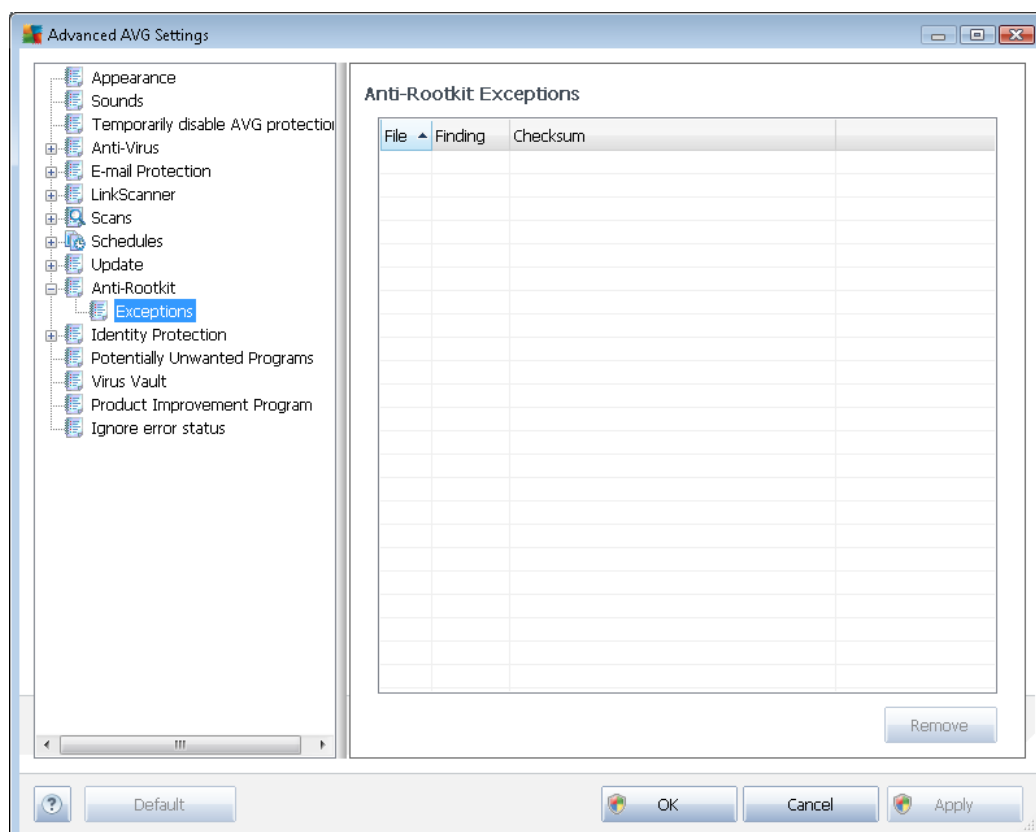 Advanced AVG Settings
Appearance
Sounds
Temporarily disable AVG protectio
Anti-Virus
E-mail Protection
LinkScanner
Scans
Schedules
Update
Anti-Rootkit
Exceptions
Identity Protection
Potentially Unwanted Programs
Virus Vault
Product Improvement Program
Ignore error status
Anti-Rootkit Exceptions
File Finding Checksum
Remove
? Default OK Cancel Apply